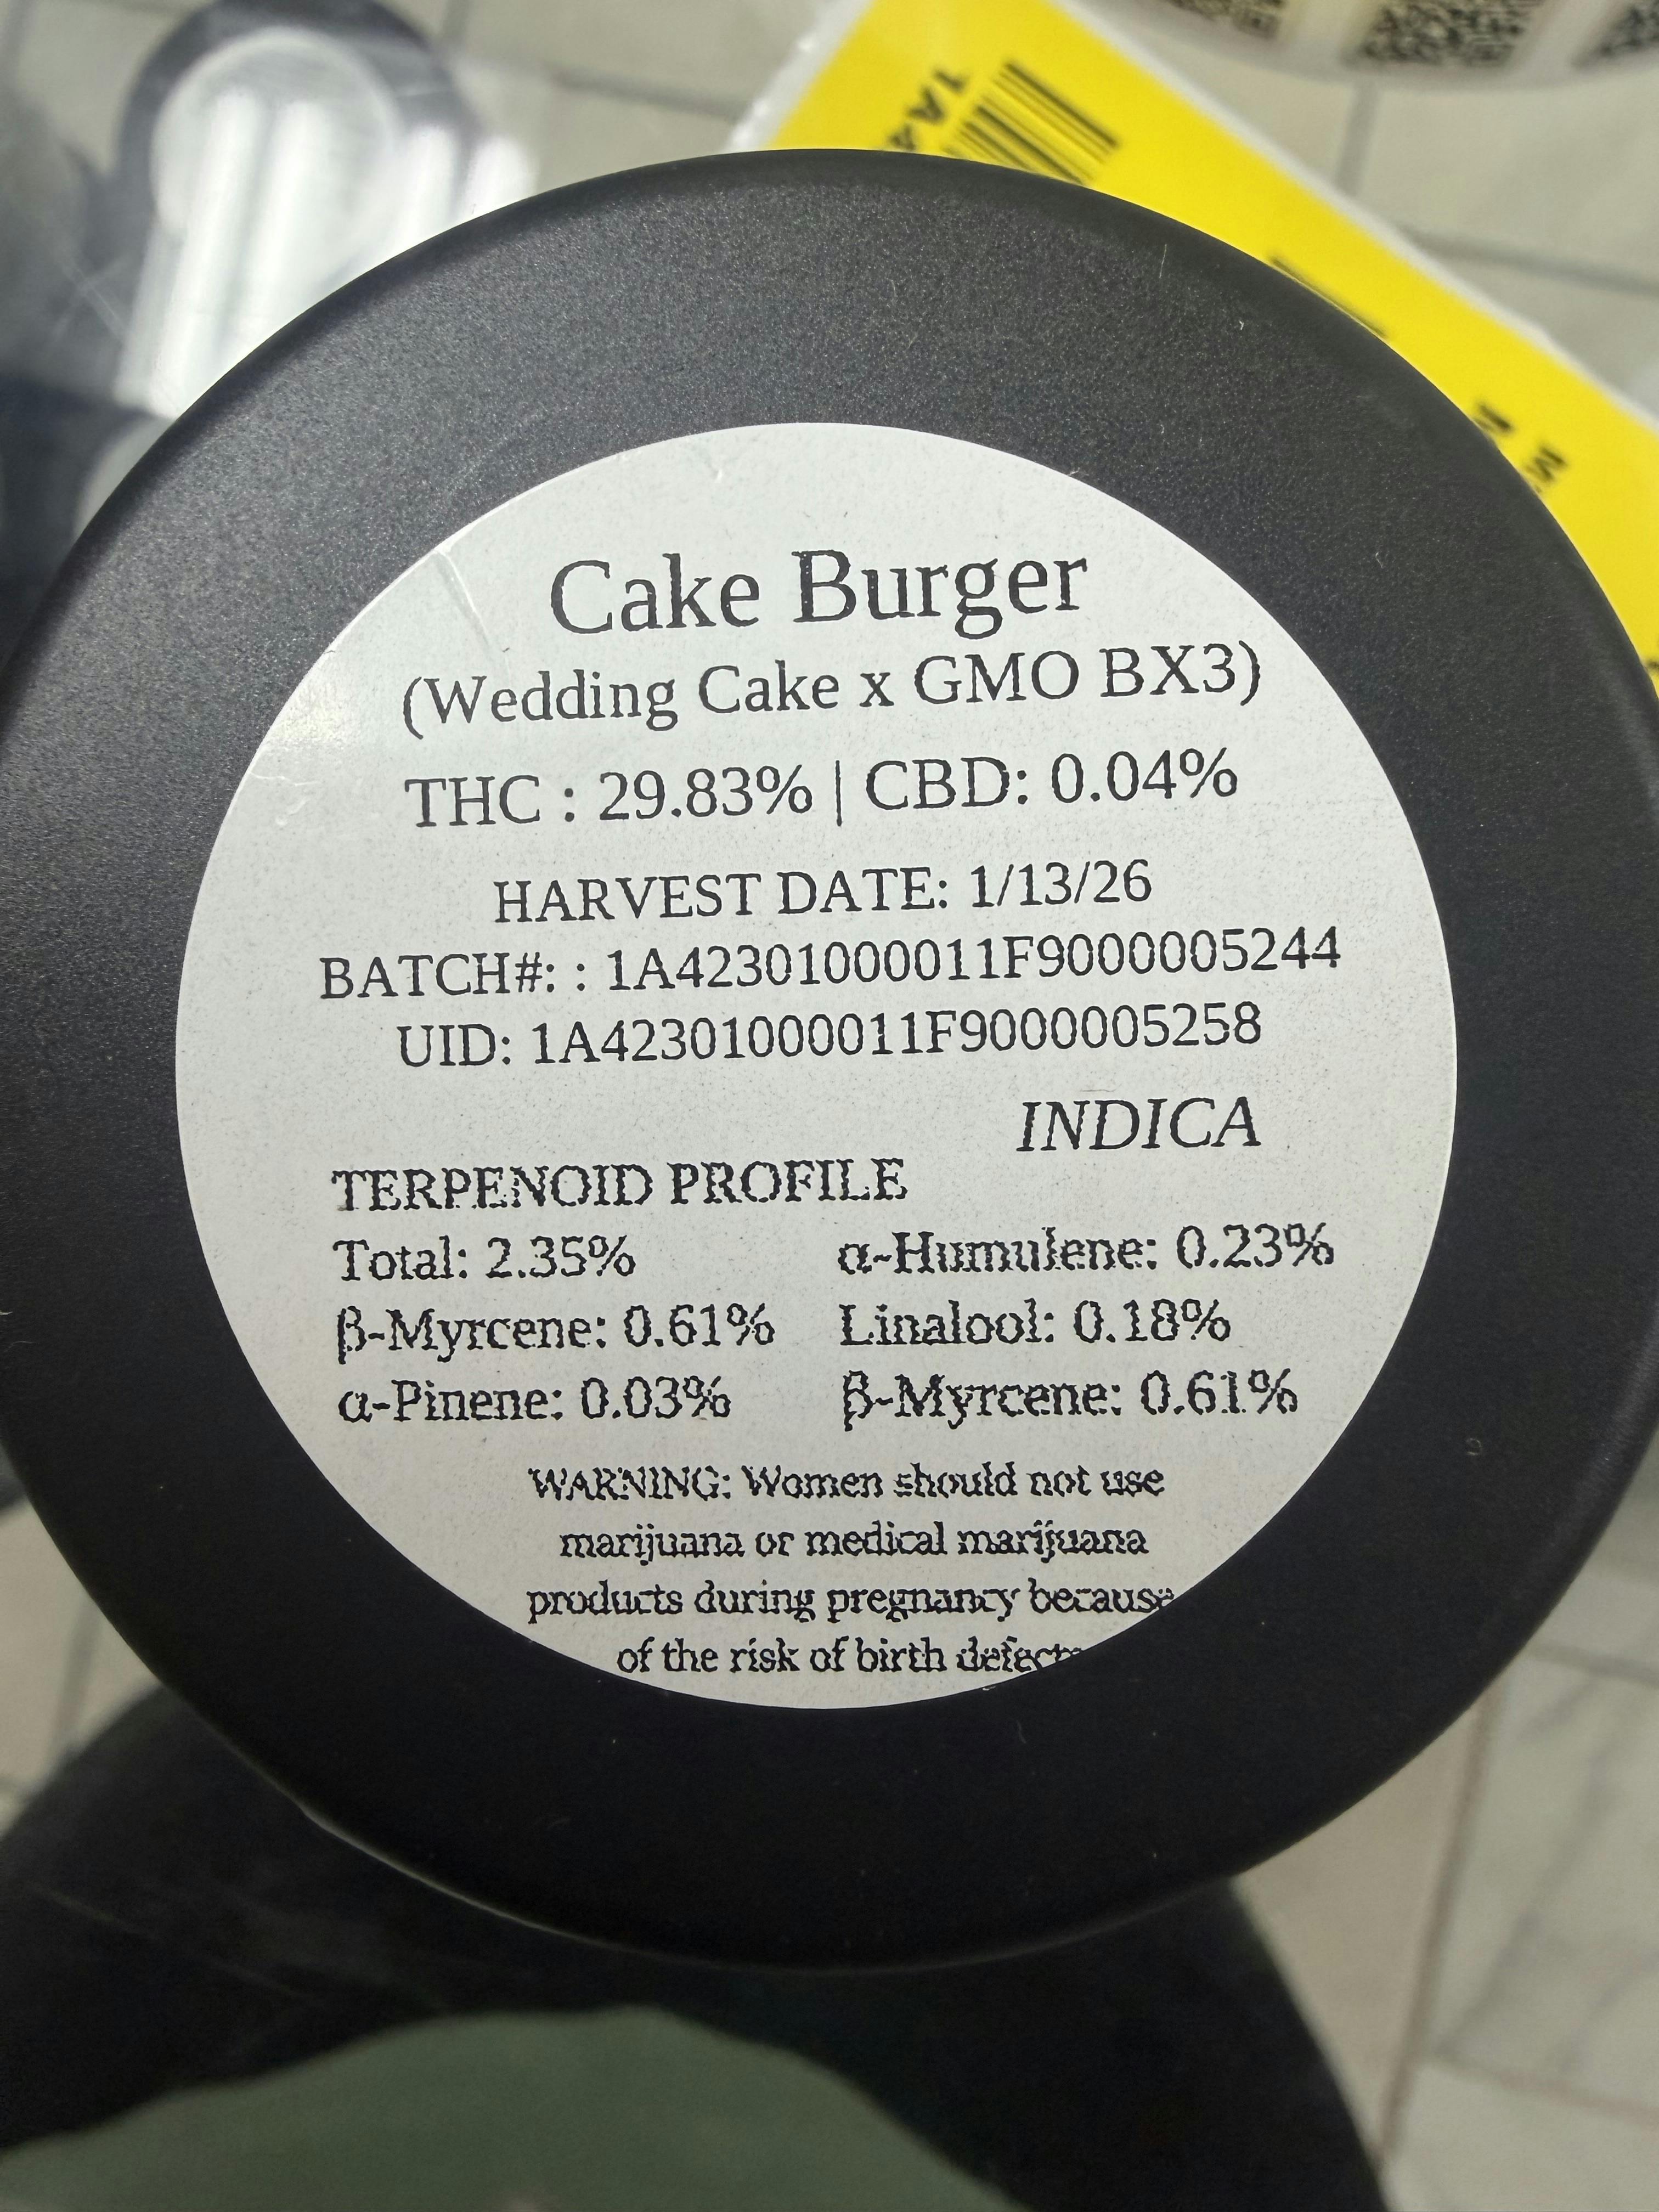 Cake Burger
(Wedding Cake x GMO BX3)
THC : 29.83% | CBD: 0.04%
HARVEST DATE: 1/13/26
BATCH#: : 1A42301000011F9000005244
UID: 1A42301000011F9000005258
INDICA
TERPENOID PROFILE
Total: 2.35% α-Humulene: 0.23%
β-Myrcene: 0.61% Linalool: 0.18%
α-Pinene: 0.03% β-Myrcene: 0.61%
WARNING: Women should not use
marijuana or medical marijuana
products during pregnancy because
of the risk of birth defects